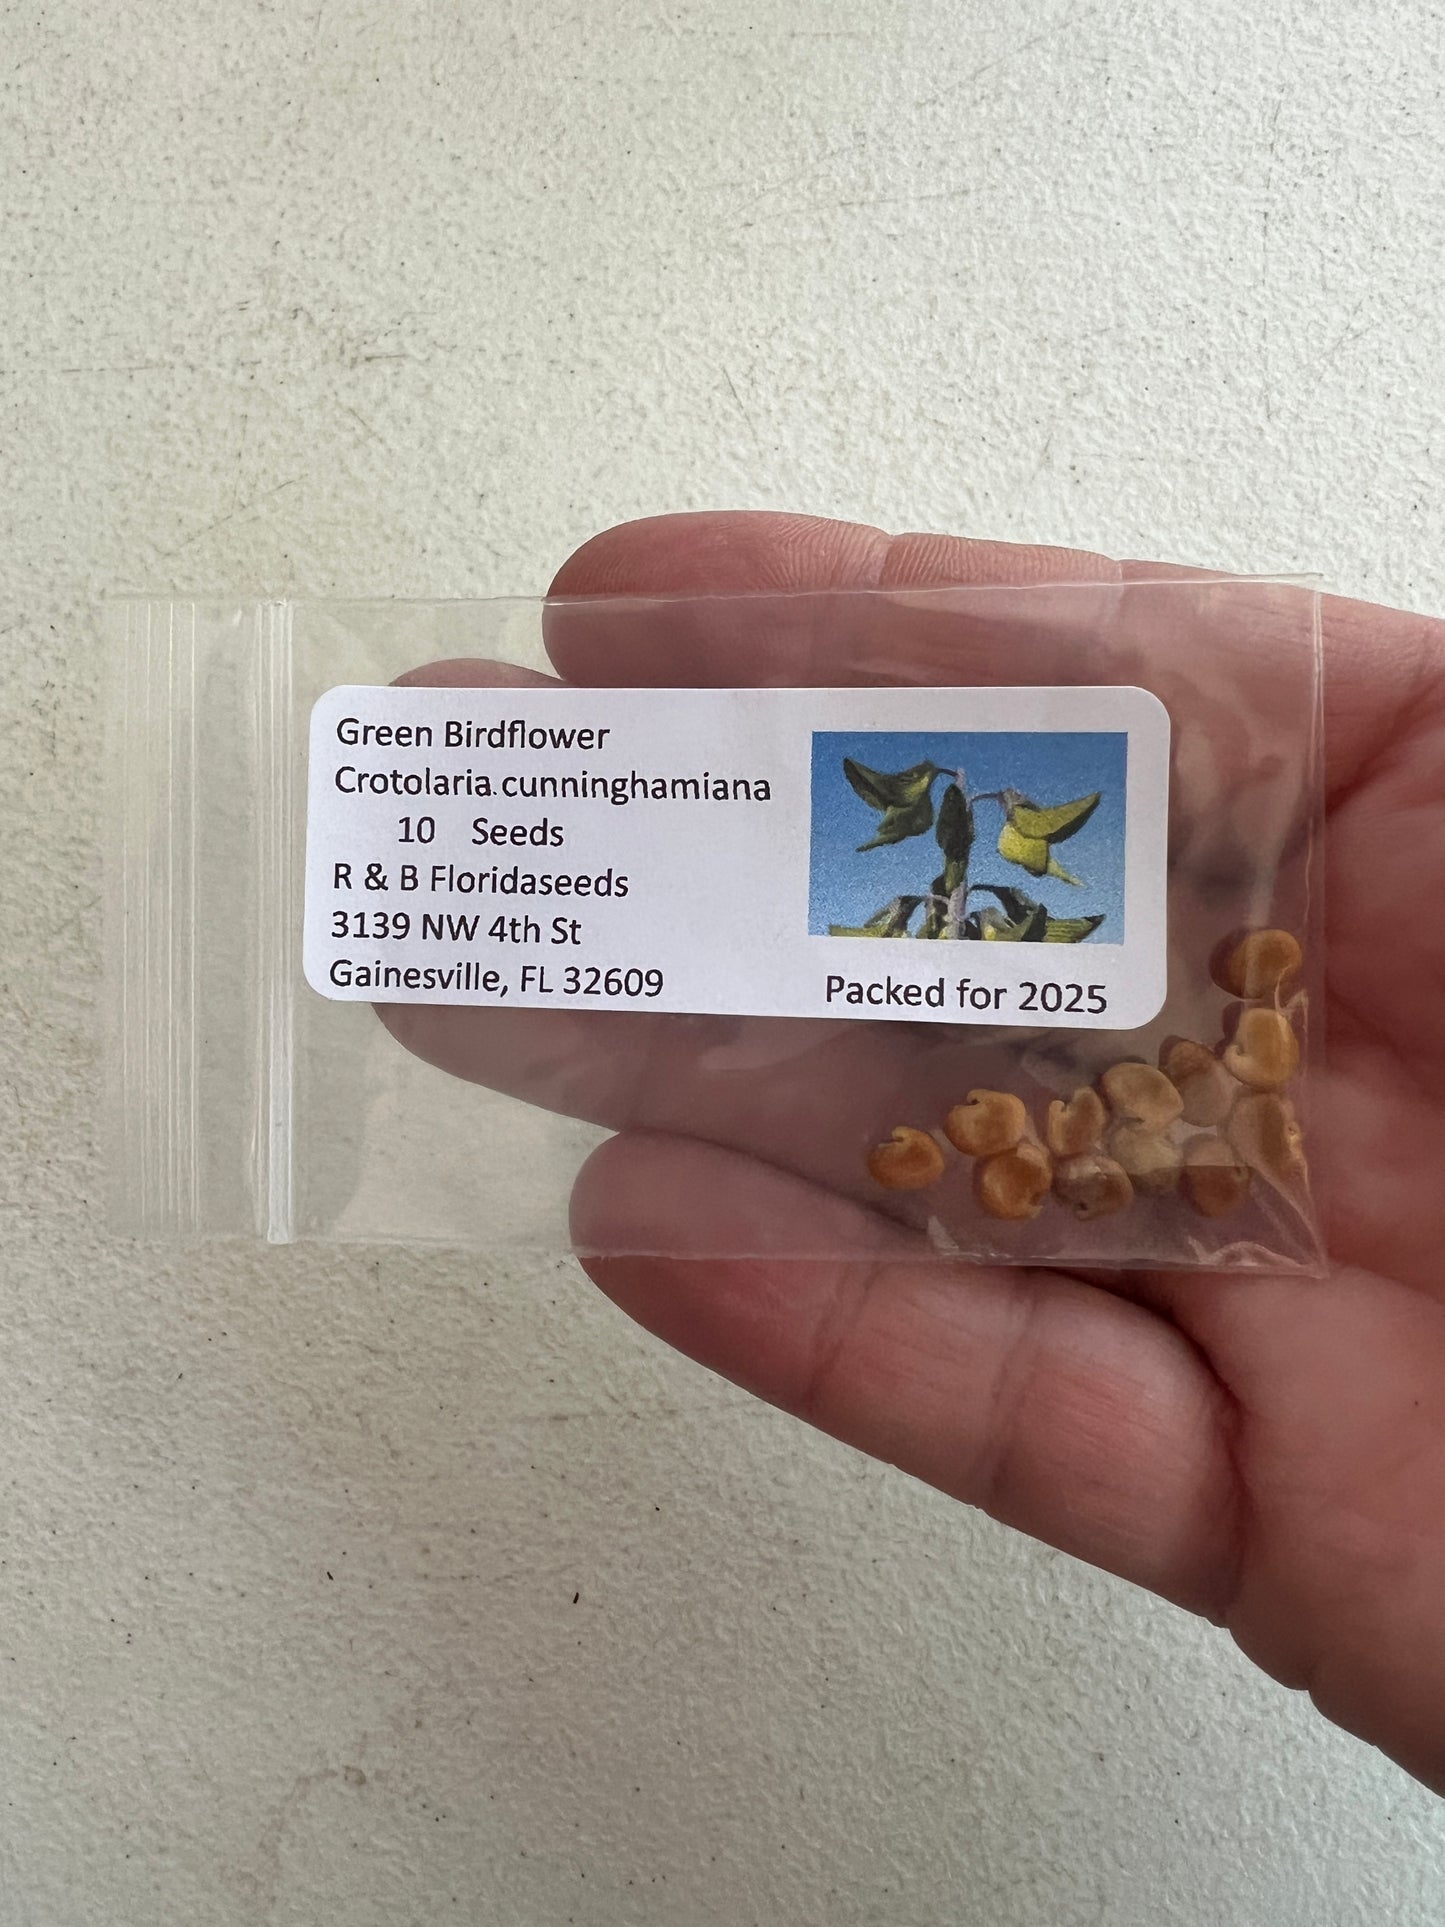 Green Birdflower
Crotolaria.cunninghamiana
10 Seeds
R & B Floridaseeds
3139 NW 4th St
Gainesville, FL 32609
Packed for 2025